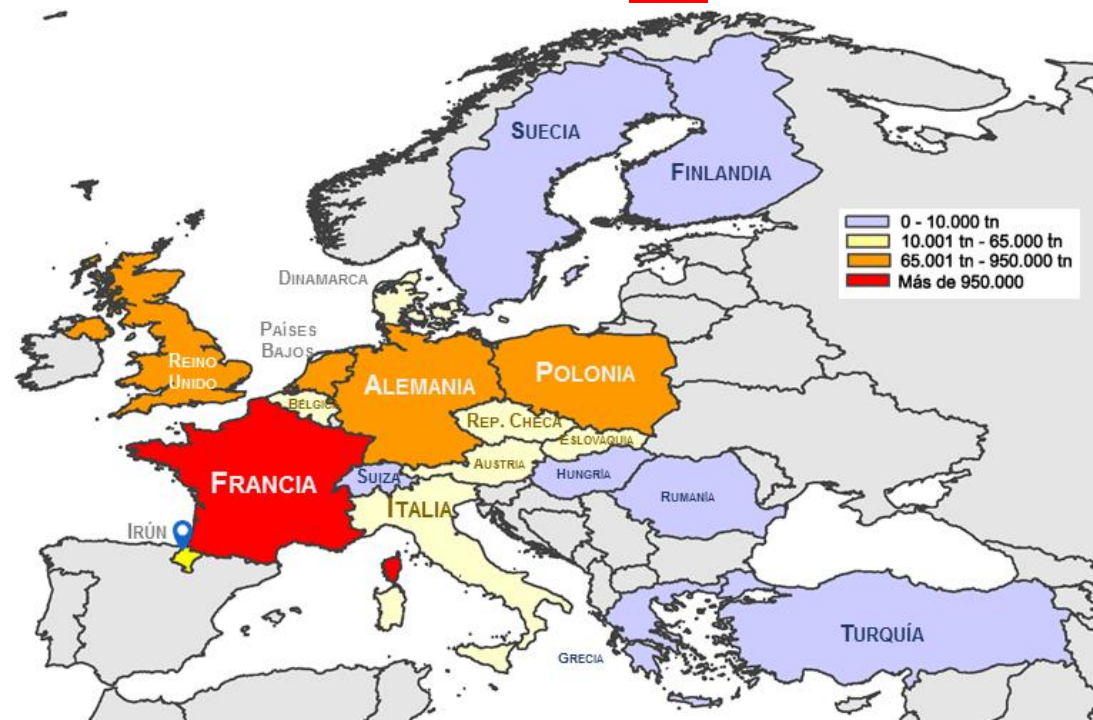 SUECIA
FINLANDIA
0 - 10.000 tn
10.001 tn - 65.000 tn
65.001 tn - 950.000 tn
Más de 950.000
DINAMARCA
PAÍSES
BAJOS
REINO
UNIDO
ALEMANIA
POLONIA
BÉLGICA
REP. CHECA
ESLOVAQUIA
AUSTRIA
FRANCIA
SUIZA
HUNGRÍA
RUMANÍA
ITALIA
IRÚN
TURQUÍA
GRECIA